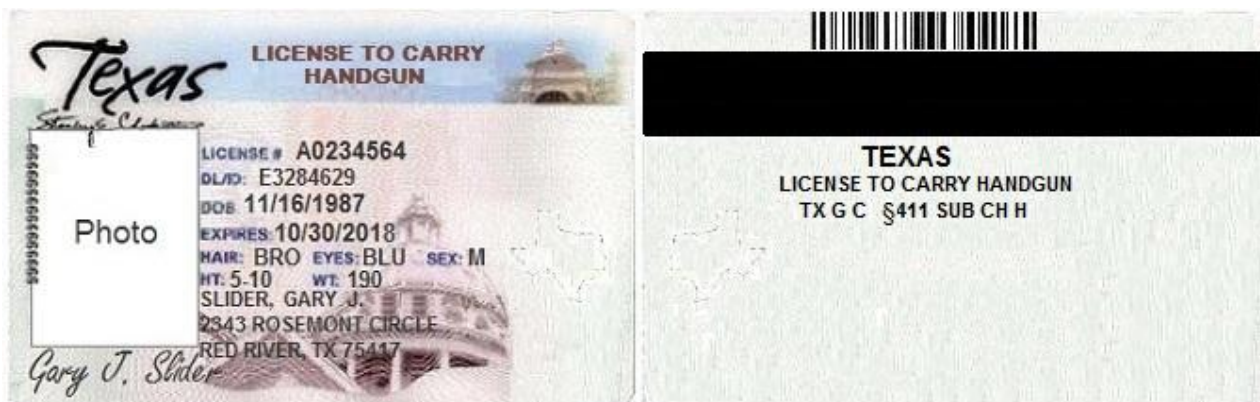 Texas
LICENSE TO CARRY
HANDGUN
LICENSE # A0234564
DL/ID: E3284629
DOB 11/16/1987
EXPIRES: 10/30/2018
HAIR: BRO EYES: BLU SEX: M
HT: 5-10 WT: 190
SLIDER, GARY J.
2343 ROSEMONT CIRCLE
RED RIVER, TX 75417
Photo
Gary J. Slider
TEXAS
LICENSE TO CARRY HANDGUN
TX G C §411 SUB CH H